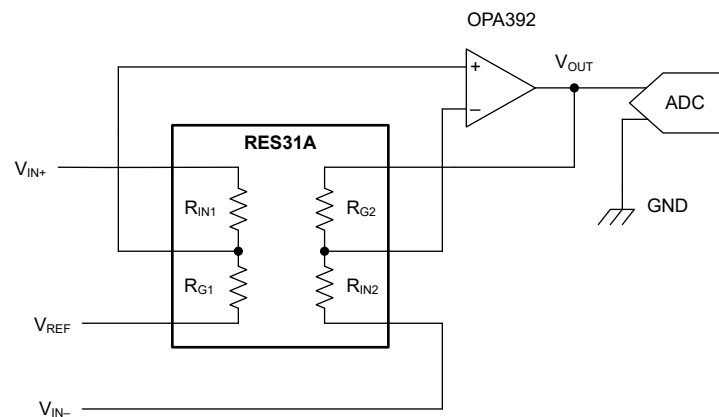 OPA392
+
–
V_OUT
ADC
RES31A
V_IN+
R_IN1
R_G2
GND
R_G1
R_IN2
V_REF
V_IN–